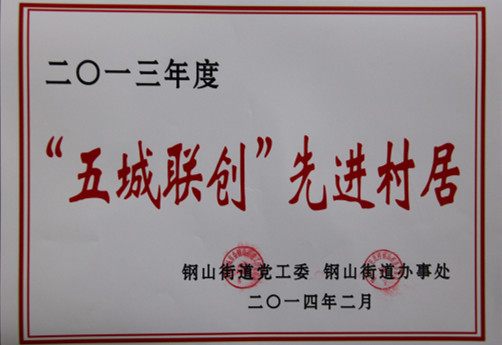 二〇一三年度
“五城联创”先进村居
钢山街道党工委 钢山街道办事处
二〇一四年二月